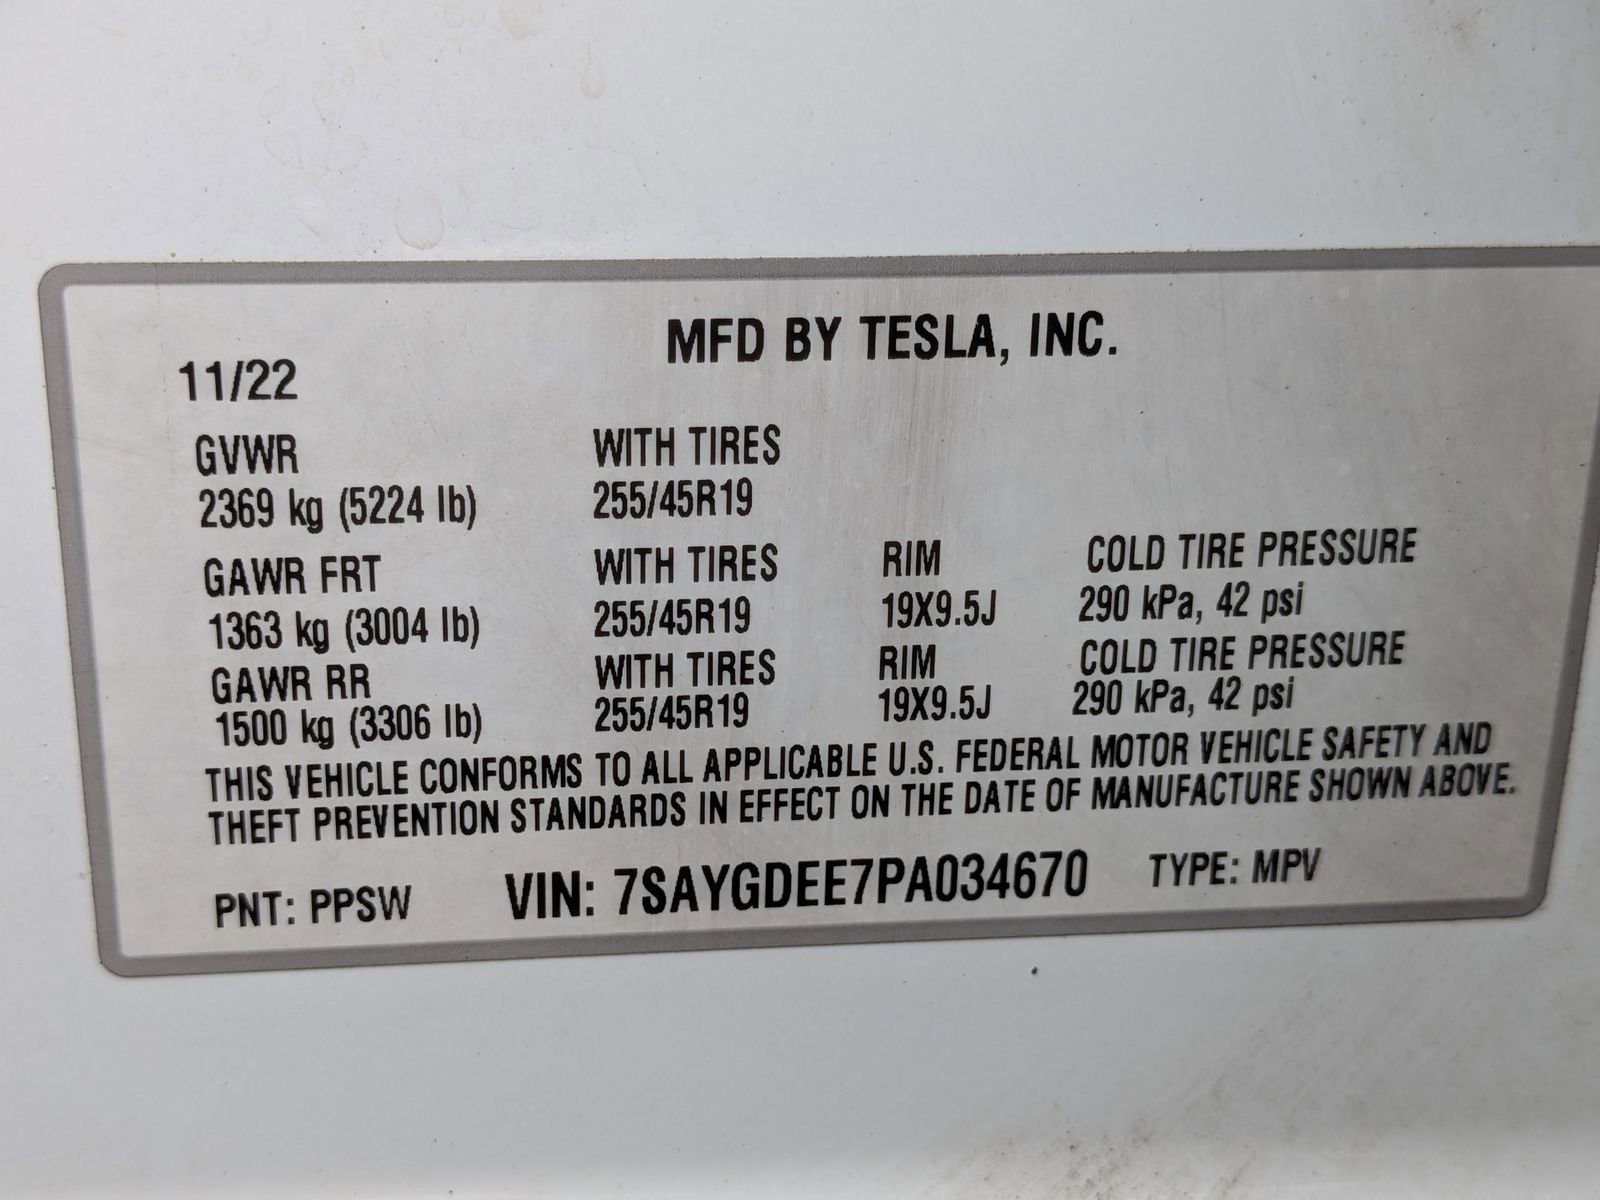 MFD BY TESLA, INC.
11/22
GVWR WITH TIRES
2369 kg (5224 lb) 255/45R19
GAWR FRT WITH TIRES RIM COLD TIRE PRESSURE
1363 kg (3004 lb) 255/45R19 19X9.5J 290 kPa, 42 psi
GAWR RR WITH TIRES RIM COLD TIRE PRESSURE
1500 kg (3306 lb) 255/45R19 19X9.5J 290 kPa, 42 psi
THIS VEHICLE CONFORMS TO ALL APPLICABLE U.S. FEDERAL MOTOR VEHICLE SAFETY AND
THEFT PREVENTION STANDARDS IN EFFECT ON THE DATE OF MANUFACTURE SHOWN ABOVE.
PNT: PPSW VIN: 7SAYGDEE7PA034670 TYPE: MPV